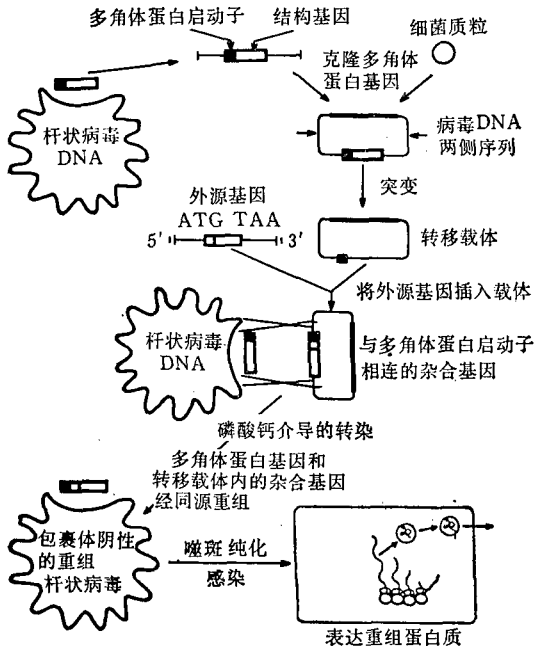 多角体蛋白启动子
结构基因
细菌质粒
克隆多角体
蛋白基因
杆状病毒
DNA
病毒DNA
两侧序列
突变
外源基因
ATG TAA
5′
3′
转移载体
将外源基因插入载体
杆状病毒
DNA
与多角体蛋白启动子
相连的杂合基因
磷酸钙介导的转染
多角体蛋白基因和
转移载体内的杂合基因
经同源重组
包裹体阴性
的重组
杆状病毒
噬斑纯化
感染
表达重组蛋白质